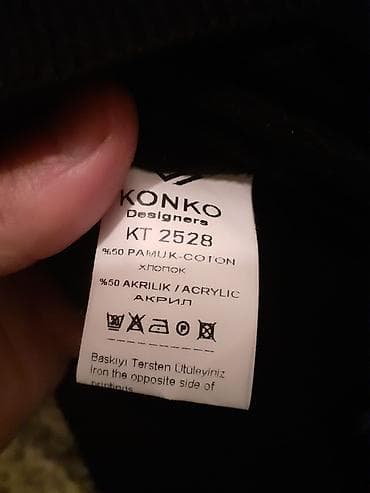 KONKO
Designers
KT 2528
%50 PAMUK-COTON
ХЛОПОК
%50 AKRILIK / ACRYLIC
АКРИЛ
Baskıyı Tersten Ütüleyiniz
Iron the opposite side of
printings